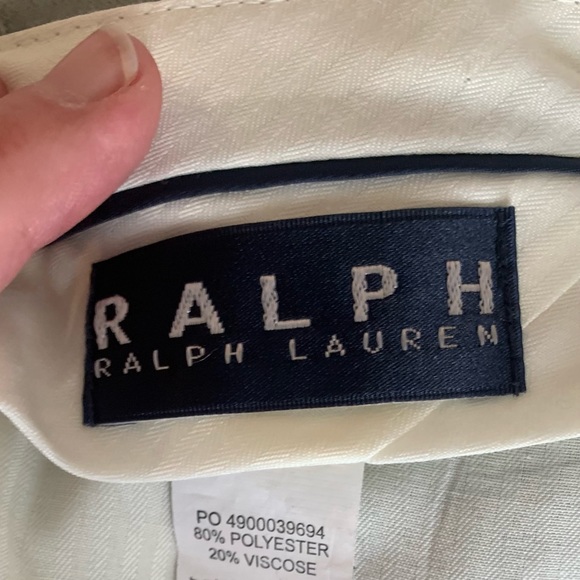 RALPH
RALPH LAUREN
PO 4900039694
80% POLYESTER
20% VISCOSE